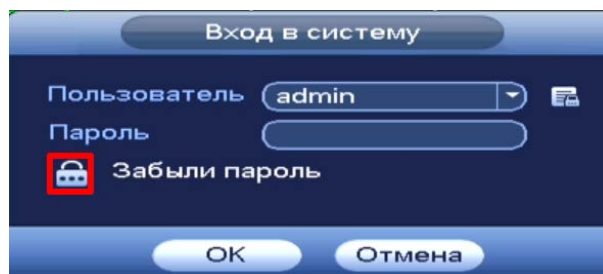 Вход в систему
Пользователь admin
Пароль
Забыли пароль
OK Отмена